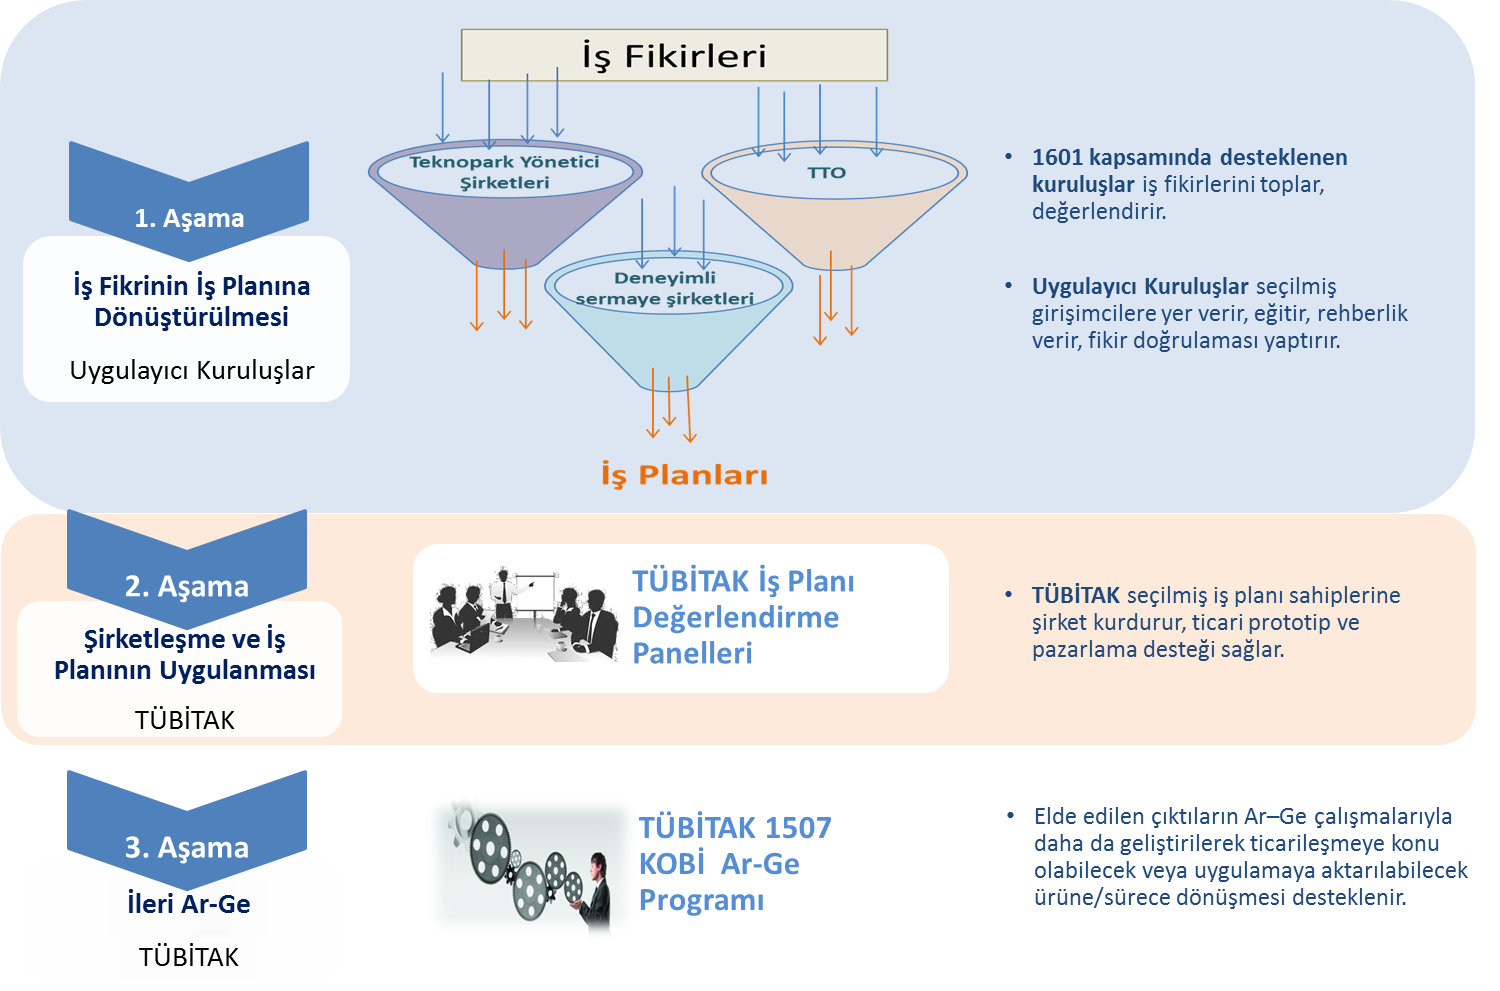 İş Fikirleri
Teknopark Yönetici
Şirketleri
TTO
Deneyimli
sermaye şirketleri
İş Planları
1. Aşama
İş Fikrinin İş Planına
Dönüştürülmesi
Uygulayıcı Kuruluşlar
• 1601 kapsamında desteklenen
kuruluşlar iş fikirlerini toplar,
değerlendirir.
• Uygulayıcı Kuruluşlar seçilmiş
girişimcilere yer verir, eğitir, rehberlik
verir, fikir doğrulaması yaptırır.
2. Aşama
Şirketleşme ve İş
Planının Uygulanması
TÜBİTAK
TÜBİTAK İş Planı
Değerlendirme
Panelleri
• TÜBİTAK seçilmiş iş planı sahiplerine
şirket kurdurur, ticari prototip ve
pazarlama desteği sağlar.
3. Aşama
İleri Ar-Ge
TÜBİTAK
TÜBİTAK 1507
KOBİ Ar-Ge
Programı
• Elde edilen çıktıların Ar–Ge çalışmalarıyla
daha da geliştirilerek ticarileşmeye konu
olabilecek veya uygulamaya aktarılabilecek
ürüne/sürece dönüşmesi desteklenir.